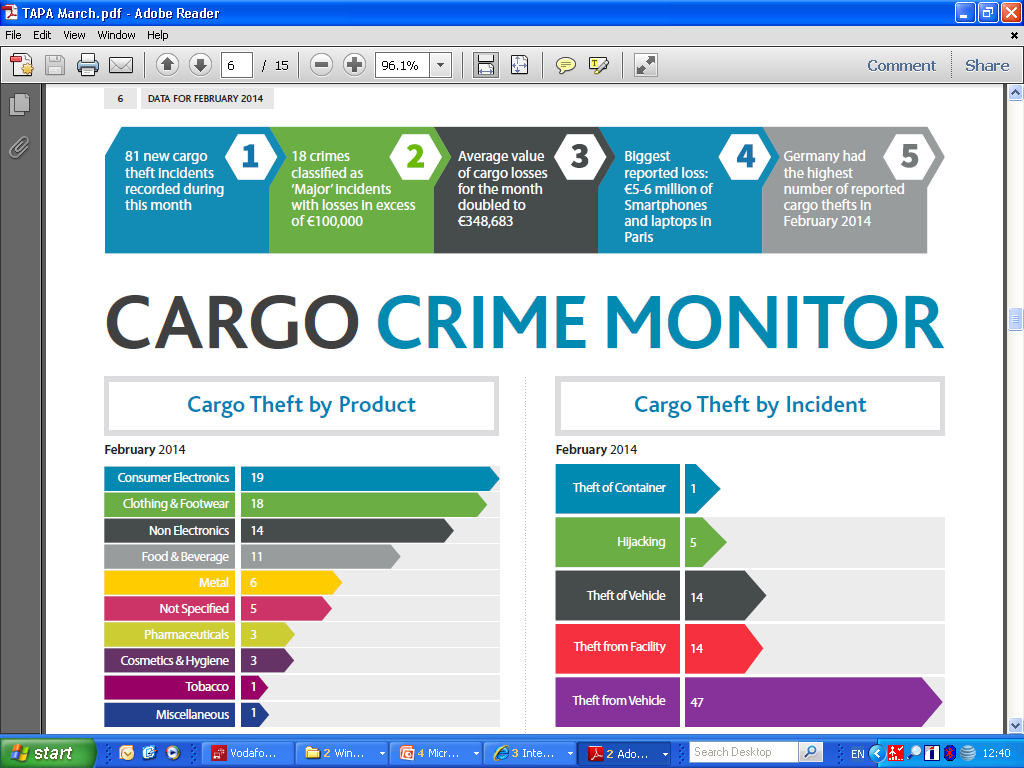 TAPA March.pdf - Adobe Reader
File Edit View Window Help
6 / 15 96.1% Comment Share
6 DATA FOR FEBRUARY 2014
81 new cargo
theft incidents
recorded during
this month
1
18 crimes
classified as
‘Major’ incidents
with losses in excess
of €100,000
2
Average value
of cargo losses
for the month
doubled to
€348,683
3
Biggest
reported loss:
€5-6 million of
Smartphones
and laptops in
Paris
4
Germany had
the highest
number of reported
cargo thefts in
February 2014
5
CARGO CRIME MONITOR
Cargo Theft by Product
February 2014
Consumer Electronics 19
Clothing & Footwear 18
Non Electronics 14
Food & Beverage 11
Metal 6
Not Specified 5
Pharmaceuticals 3
Cosmetics & Hygiene 3
Tobacco 1
Miscellaneous 1
Cargo Theft by Incident
February 2014
Theft of Container 1
Hijacking 5
Theft of Vehicle 14
Theft from Facility 14
Theft from Vehicle 47
start Vodafo... 2 Win... 4 Micr... 3 Inte... 2 Ado... Search Desktop EN 12:40